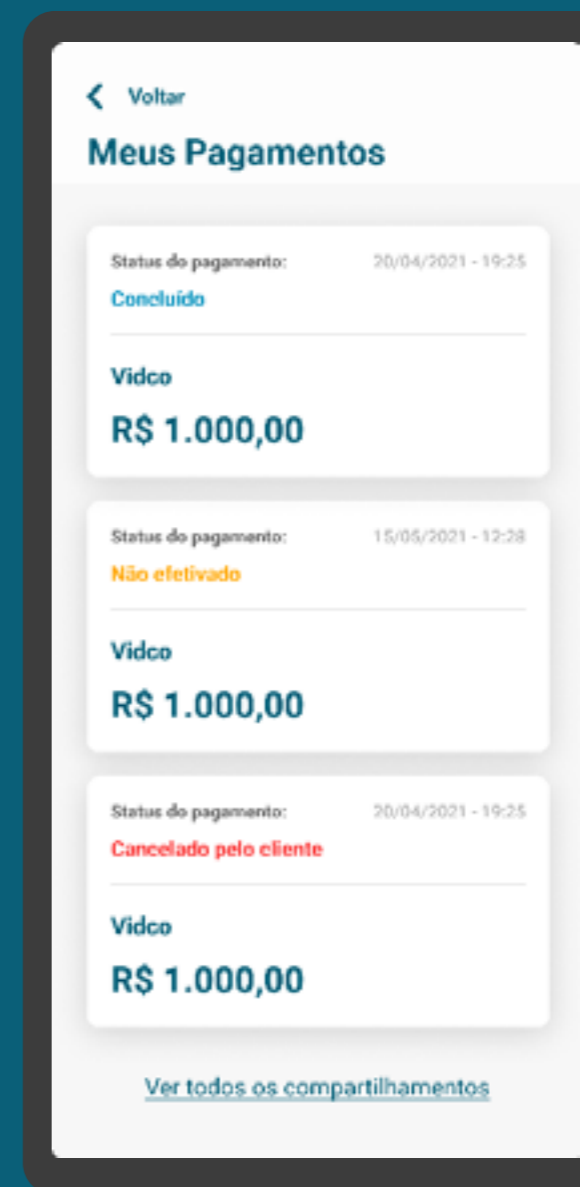 Voltar
Meus Pagamentos
Status do pagamento: 20/04/2021 - 19:25
Concluído
Vidco
R$ 1.000,00
Status do pagamento: 15/05/2021 - 12:28
Não efetivado
Vidco
R$ 1.000,00
Status do pagamento: 20/04/2021 - 19:25
Cancelado pelo cliente
Vidco
R$ 1.000,00
Ver todos os compartilhamentos